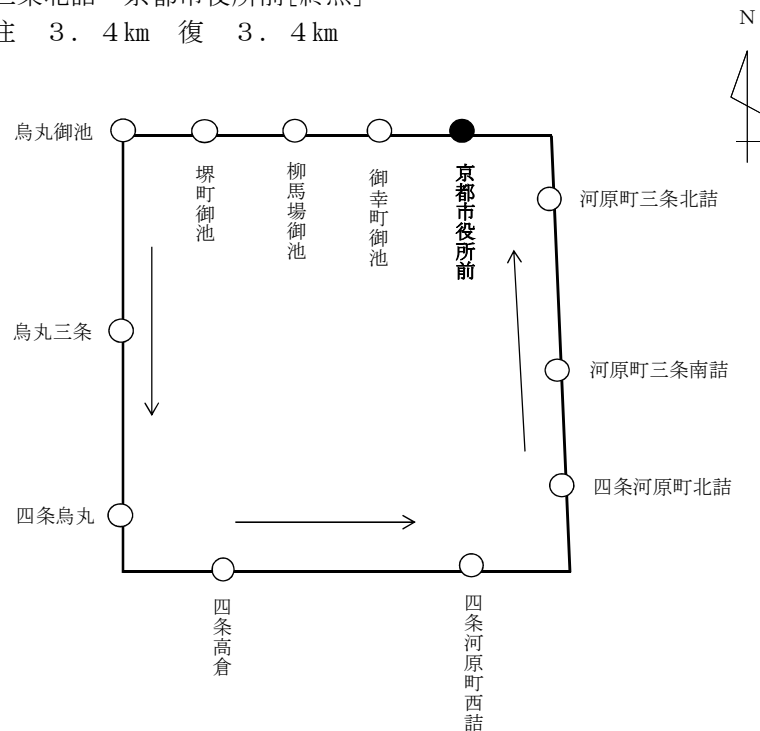 三条北詰 京都市役所前[終点]
往 ３．４㎞ 復 ３．４㎞
N
烏丸御池
堺町御池
柳馬場御池
御幸町御池
京都市役所前
河原町三条北詰
烏丸三条
河原町三条南詰
四条河原町北詰
四条烏丸
四条高倉
四条河原町西詰